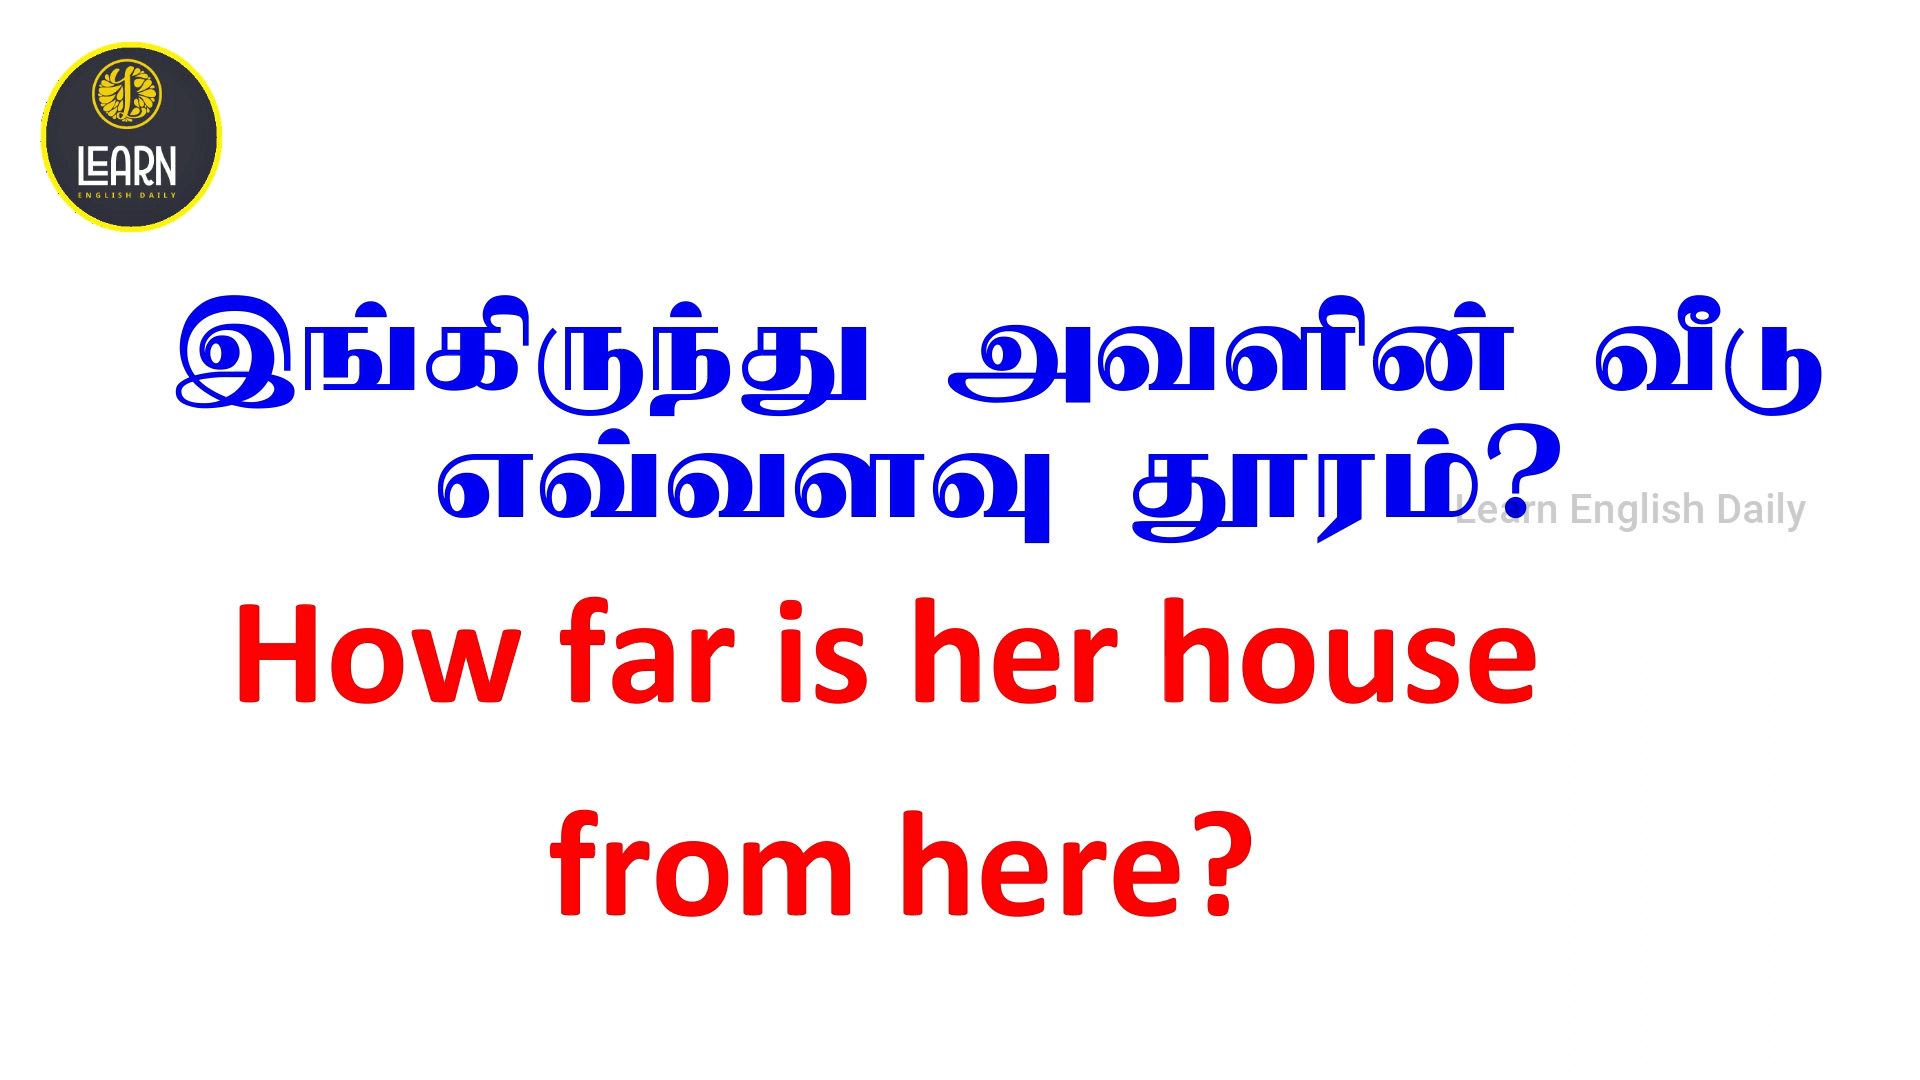 LEARN
ENGLISH DAILY
இங்கிருந்து அவளின் வீடு
எவ்வளவு தூரம்?
Learn English Daily
How far is her house
from here?